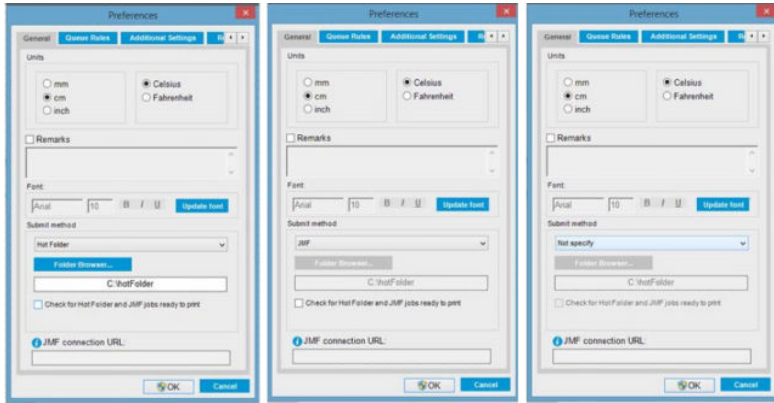 Preferences
General Queue Rules Additional Settings
Units
mm
cm
inch
Celsius
Fahrenheit
Remarks
Font:
Arial 10 B I U Update font
Submit method
Hot Folder
Folder Browser...
C:\hotFolder
Check for Hot Folder and JMF jobs ready to print
JMF connection URL:
OK Cancel
Preferences
General Queue Rules Additional Settings
Units
mm
cm
inch
Celsius
Fahrenheit
Remarks
Font:
Arial 10 B I U Update font
Submit method
JMF
Folder Browser...
C:\hotFolder
Check for Hot Folder and JMF jobs ready to print
JMF connection URL:
OK Cancel
Preferences
General Queue Rules Additional Settings
Units
mm
cm
inch
Celsius
Fahrenheit
Remarks
Font:
Arial 10 B I U Update font
Submit method
Not specify
Folder Browser...
C:\hotFolder
Check for Hot Folder and JMF jobs ready to print
JMF connection URL:
OK Cancel